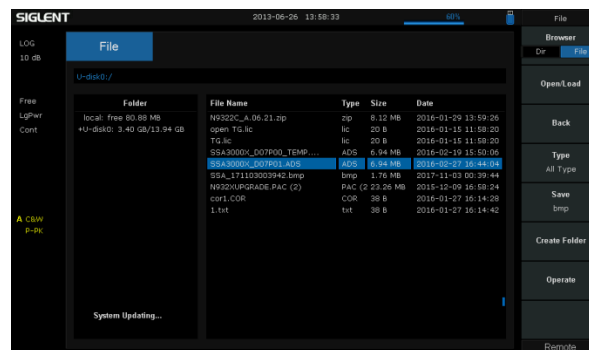 SIGLENT
2013-06-26 13:58:33
60%
File
LOG
10 dB
File
U-disk0:/
Free
LgPwr
Cont
Folder
local: free 80.88 MB
+U-disk0: 3.40 GB/13.94 GB
File Name Type Size Date
N9322C_A.06.21.zip zip 8.12 MB 2016-01-29 13:59:26
open TG.lic lic 20 B 2016-01-15 11:58:20
TG.lic lic 20 B 2016-01-15 11:58:20
SSA3000X_D07P00_TEMP.... ADS 6.94 MB 2016-02-19 15:50:06
SSA3000X_D07P01.ADS ADS 6.94 MB 2016-02-27 16:44:04
SSA_171103003942.bmp bmp 1.76 MB 2017-11-03 00:39:44
N932XUPGRADE.PAC (2) PAC (2 23.26 MB 2015-12-09 16:58:24
cor1.COR COR 38 B 2016-01-27 16:14:28
1.txt txt 38 B 2016-01-27 16:14:42
A C&W
P-PK
System Updating...
Browser
Dir File
Open/Load
Back
Type
All Type
Save
bmp
Create Folder
Operate
Remote